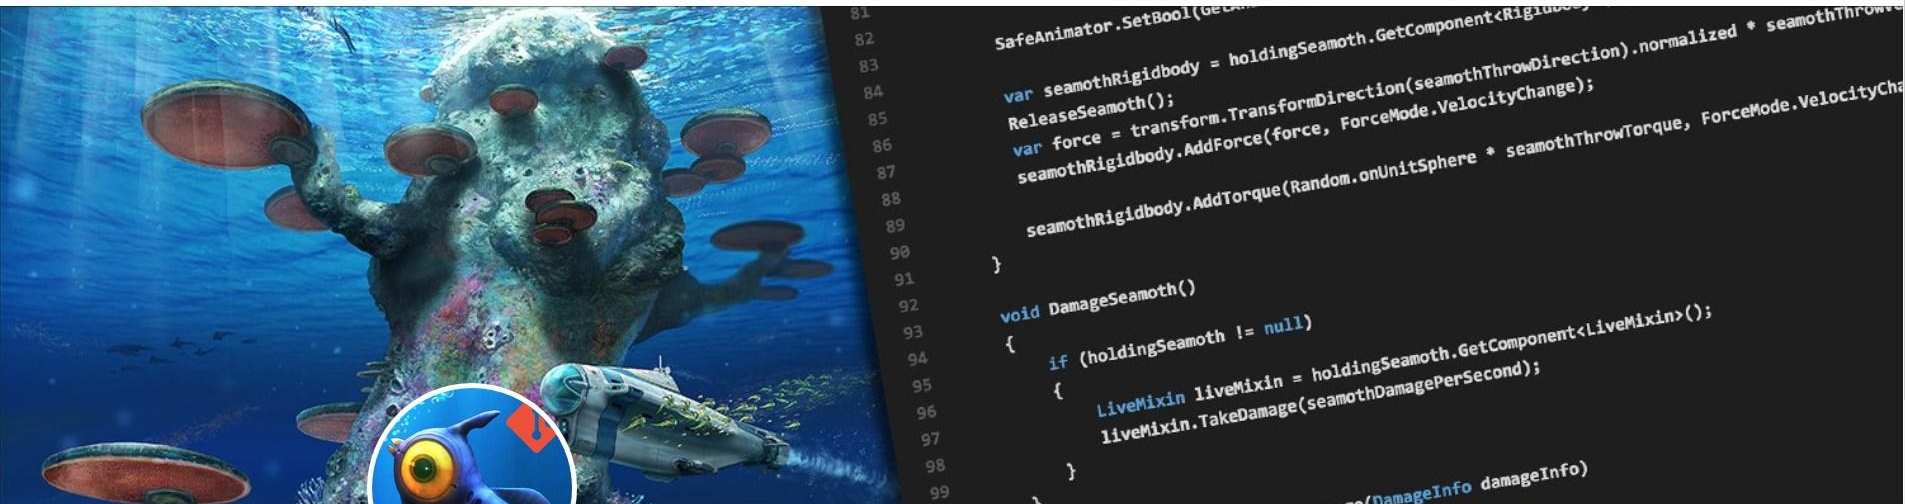 81
82 SafeAnimator.SetBool(
83
84 var seamothRigidbody = holdingSeamoth.GetComponent<Rigidbody
85 ReleaseSeamoth();
86 var force = transform.TransformDirection(seamothThrowDirection).normalized *
87 seamothRigidbody.AddForce(force, ForceMode.VelocityChange);
88
89 seamothRigidbody.AddTorque(Random.onUnitSphere * seamothThrowTorque, ForceMode.VelocityCha
90 }
91
92 void DamageSeamoth()
93 {
94 if (holdingSeamoth != null)
95 {
96 LiveMixin liveMixin = holdingSeamoth.GetComponent<LiveMixin>();
97 liveMixin.TakeDamage(seamothDamagePerSecond);
98 }
99 }
(DamageInfo damageInfo)